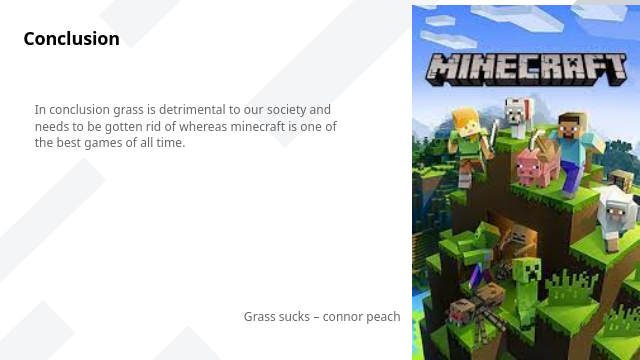 Conclusion
In conclusion grass is detrimental to our society and
needs to be gotten rid of whereas minecraft is one of
the best games of all time.
Grass sucks – connor peach
MINECRAFT